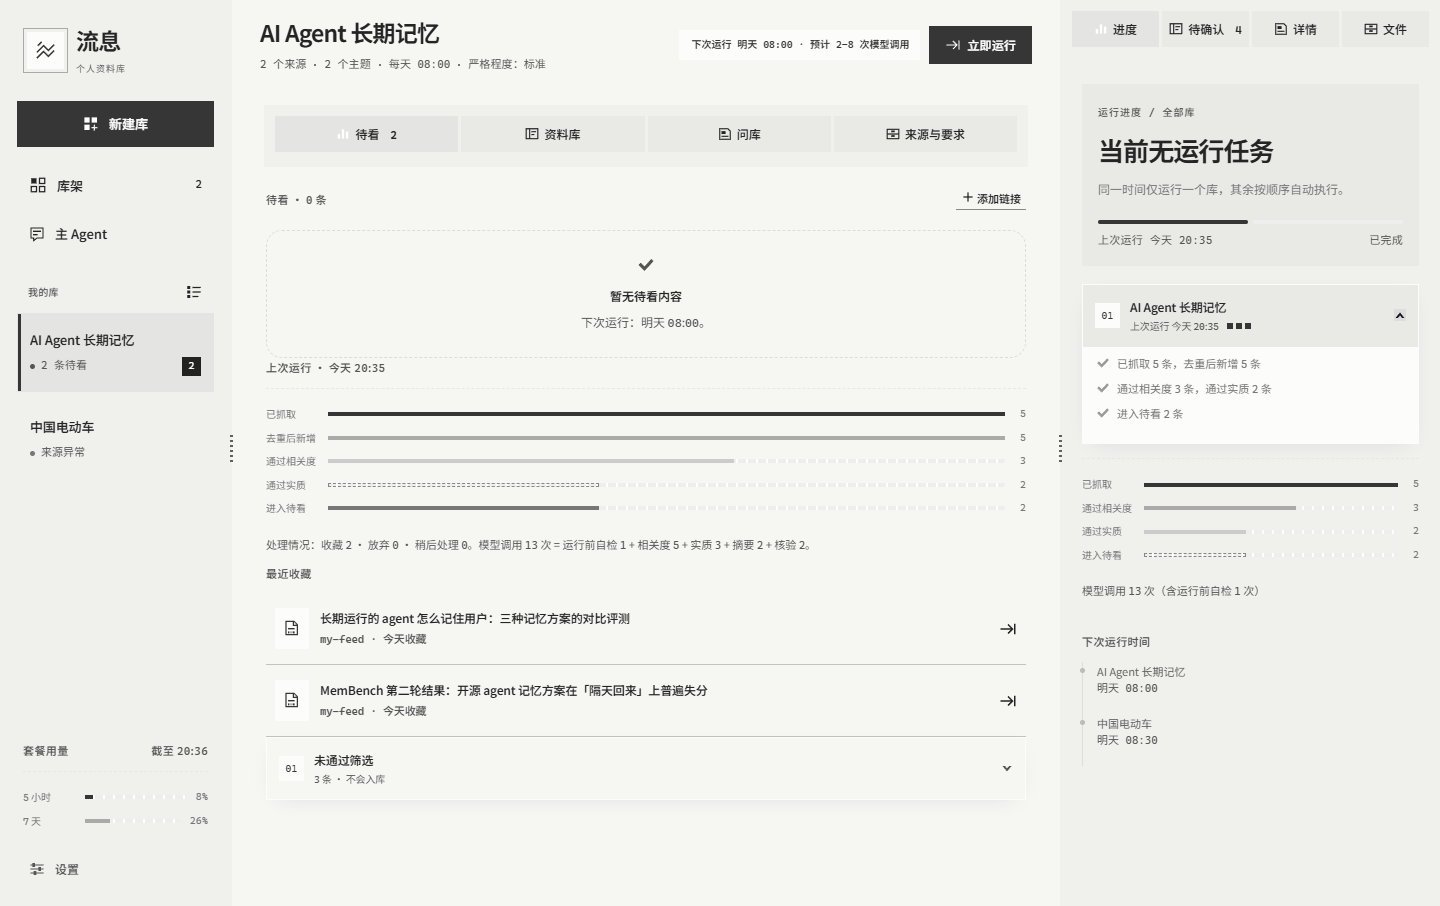 流息
个人资料库
新建库
库架 2
主 Agent
我的库
AI Agent 长期记忆
2 条待看 2
中国电动车
来源异常
套餐用量 截至 20:36
5 小时 8%
7 天 26%
设置
AI Agent 长期记忆
2 个来源 · 2 个主题 · 每天 08:00 · 严格程度：标准
下次运行 明天 08:00 · 预计 2–8 次模型调用
立即运行
待看 2
资料库
问库
来源与要求
待看 · 0 条
添加链接
暂无待看内容
下次运行：明天 08:00。
上次运行 · 今天 20:35
已抓取 5
去重后新增 5
通过相关度 3
通过实质 2
进入待看 2
处理情况：收藏 2 · 放弃 0 · 稍后处理 0。模型调用 13 次 = 运行前自检 1 + 相关度 5 + 实质 3 + 摘要 2 + 核验 2。
最近收藏
长期运行的 agent 怎么记住用户：三种记忆方案的对比评测
my-feed · 今天收藏
MemBench 第二轮结果：开源 agent 记忆方案在「隔天回来」上普遍失分
my-feed · 今天收藏
01
未通过筛选
3 条 · 不会入库
进度
待确认 4
详情
文件
运行进度 / 全部库
当前无运行任务
同一时间仅运行一个库，其余按顺序自动执行。
上次运行 今天 20:35 已完成
01
AI Agent 长期记忆
上次运行 今天 20:35
已抓取 5 条，去重后新增 5 条
通过相关度 3 条，通过实质 2 条
进入待看 2 条
已抓取 5
通过相关度 3
通过实质 2
进入待看 2
模型调用 13 次（含运行前自检 1 次）
下次运行时间
AI Agent 长期记忆
明天 08:00
中国电动车
明天 08:30